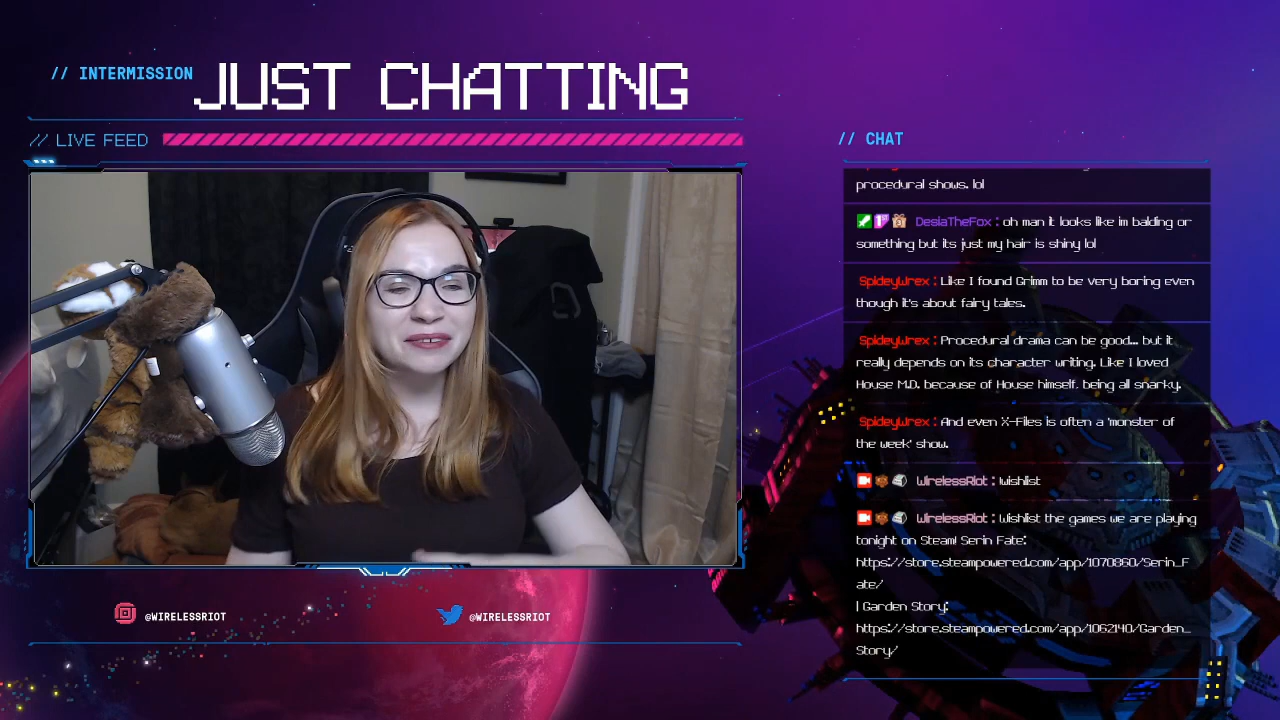 // INTERMISSION JUST CHATTING
// LIVE FEED
// CHAT
procedural shows. lol
DesiaTheFox : oh man it looks like im balding or
something but its just my hair is shiny lol
SpideyWrex : Like I found Grimm to be very boring even
though it's about fairy tales.
SpideyWrex : Procedural drama can be good... but it
really depends on its character writing. Like I loved
House M.D. because of House himself. being all snarky.
SpideyWrex : And even X-Files is often a 'monster of
the week' show.
WirelessRiot : !wishlist
WirelessRiot : Wishlist the games we are playing
tonight on Steam! Serin Fate:
https://store.steampowered.com/app/1070860/Serin_F
ate/
| Garden Story:
https://store.steampowered.com/app/1062140/Garden_
Story/
@WIRELESSRIOT
@WIRELESSRIOT